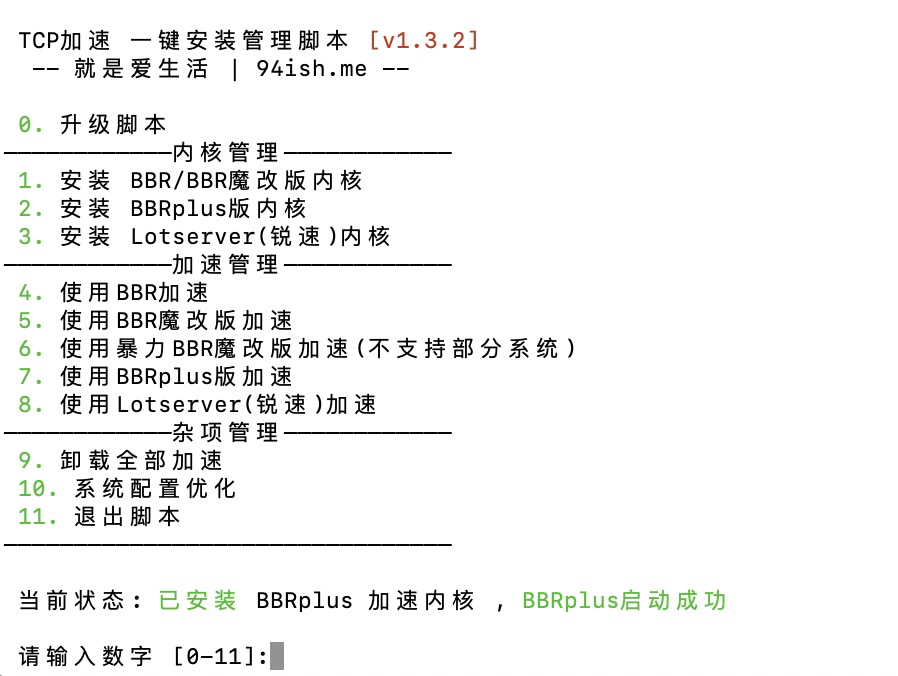 TCP加速 一键安装管理脚本 [v1.3.2]
-- 就是爱生活 | 94ish.me --
0. 升级脚本
————————————内核管理————————————
1. 安装 BBR/BBR魔改版内核
2. 安装 BBRplus版内核
3. 安装 Lotserver(锐速)内核
————————————加速管理————————————
4. 使用BBR加速
5. 使用BBR魔改版加速
6. 使用暴力BBR魔改版加速(不支持部分系统)
7. 使用BBRplus版加速
8. 使用Lotserver(锐速)加速
————————————杂项管理————————————
9. 卸载全部加速
10. 系统配置优化
11. 退出脚本
————————————————————————————————
当前状态: 已安装 BBRplus 加速内核 , BBRplus启动成功
请输入数字 [0-11]: